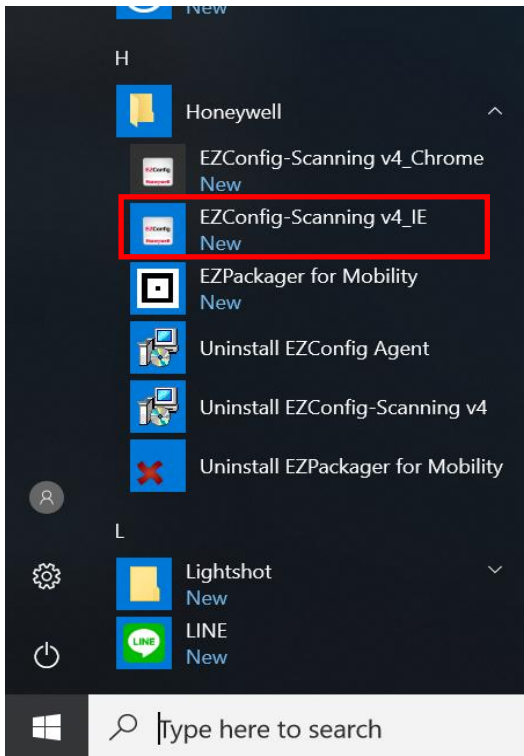 New
H
Honeywell
EZConfig-Scanning v4_Chrome
New
EZConfig-Scanning v4_IE
New
EZPackager for Mobility
New
Uninstall EZConfig Agent
Uninstall EZConfig-Scanning v4
Uninstall EZPackager for Mobility
L
Lightshot
New
LINE
LINE
New
Type here to search